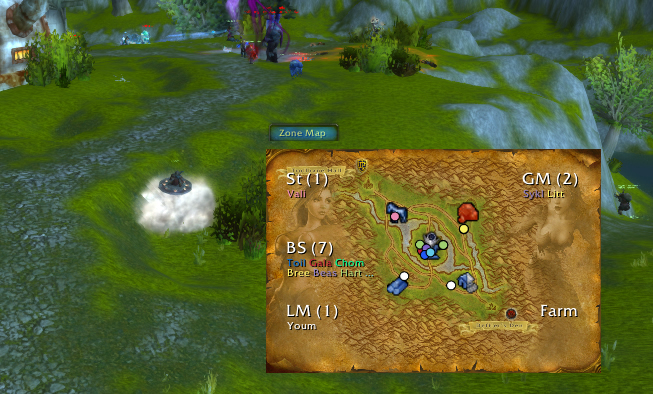 Zone Map
St (1)
Vali
GM (2)
Sykl Litt
BS (7)
Toil Gala Chom
Bree Beas Hart ...
LM (1)
Youm
Farm